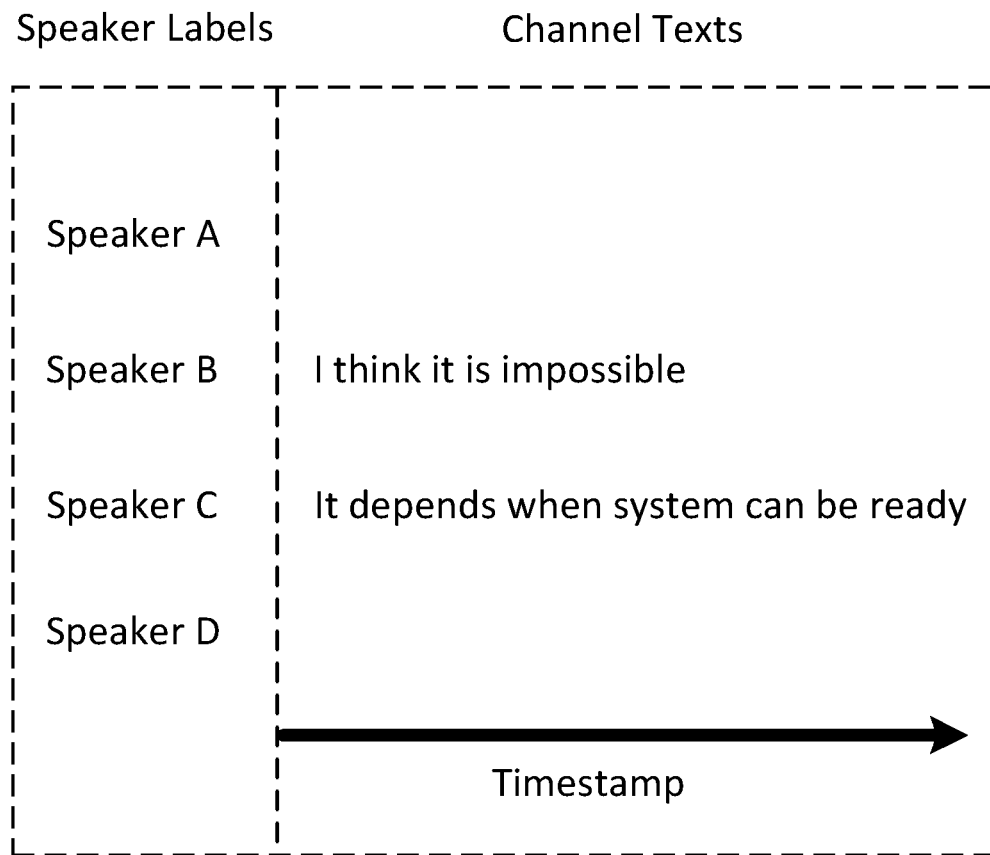 Speaker Labels Channel Texts
Speaker A
Speaker B I think it is impossible
Speaker C It depends when system can be ready
Speaker D
Timestamp